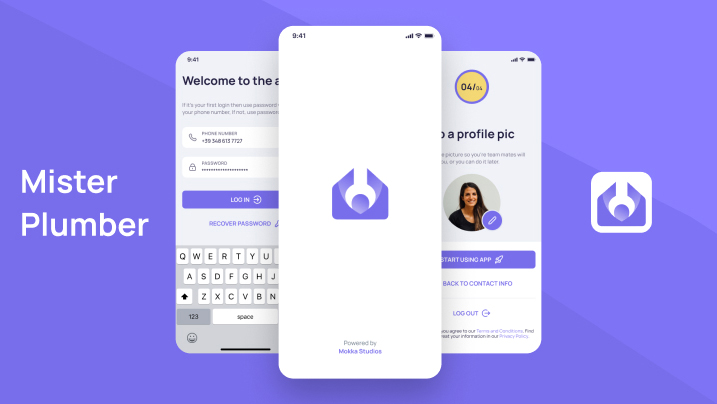 Mister
Plumber
9:41
Welcome to the a
If it's your first login then use password
your phone number. If not, use passwor
PHONE NUMBER
+39 348 613 7727
PASSWORD
LOG IN
RECOVER PASSWORD
Q W E R T Y U
A S D F G H J
Z X C V B N
123
space
9:41
Powered by
Mokka Studios
04/04
o a profile pic
picture so you're team mates will
ou, or you can do it later.
START USING APP
BACK TO CONTACT INFO
LOG OUT
you agree to our Terms and Conditions. Find
reat your information in our Privacy Policy.